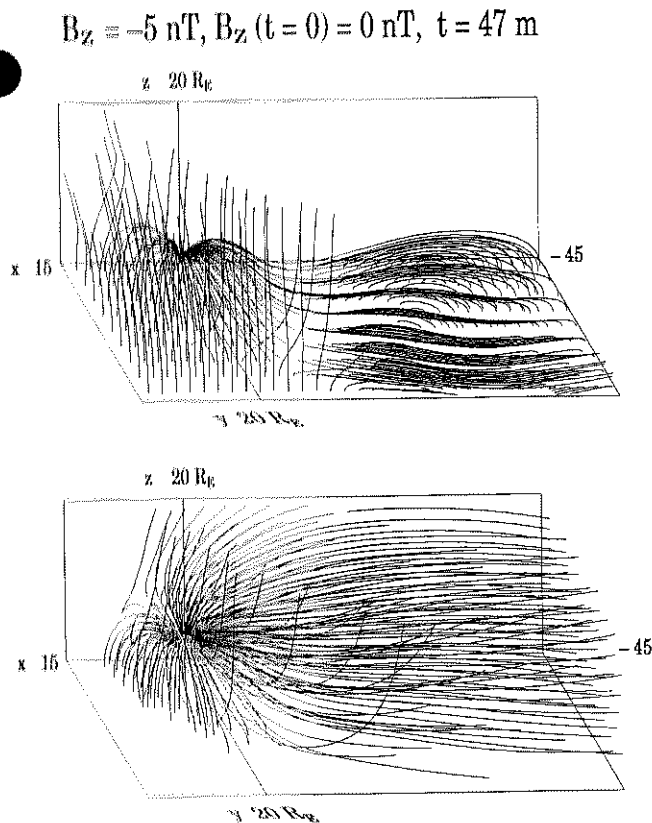 B_Z = -5 nT, B_Z (t = 0) = 0 nT, t = 47 m
z 20 R_E
x 15
-45
y 20 R_E
z 20 R_E
x 15
-45
y 20 R_E